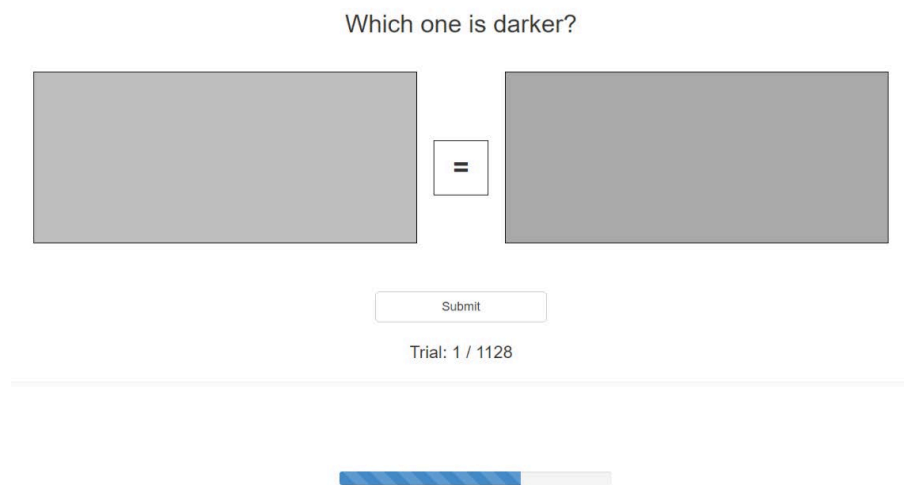 Which one is darker?
=
Submit
Trial: 1 / 1128